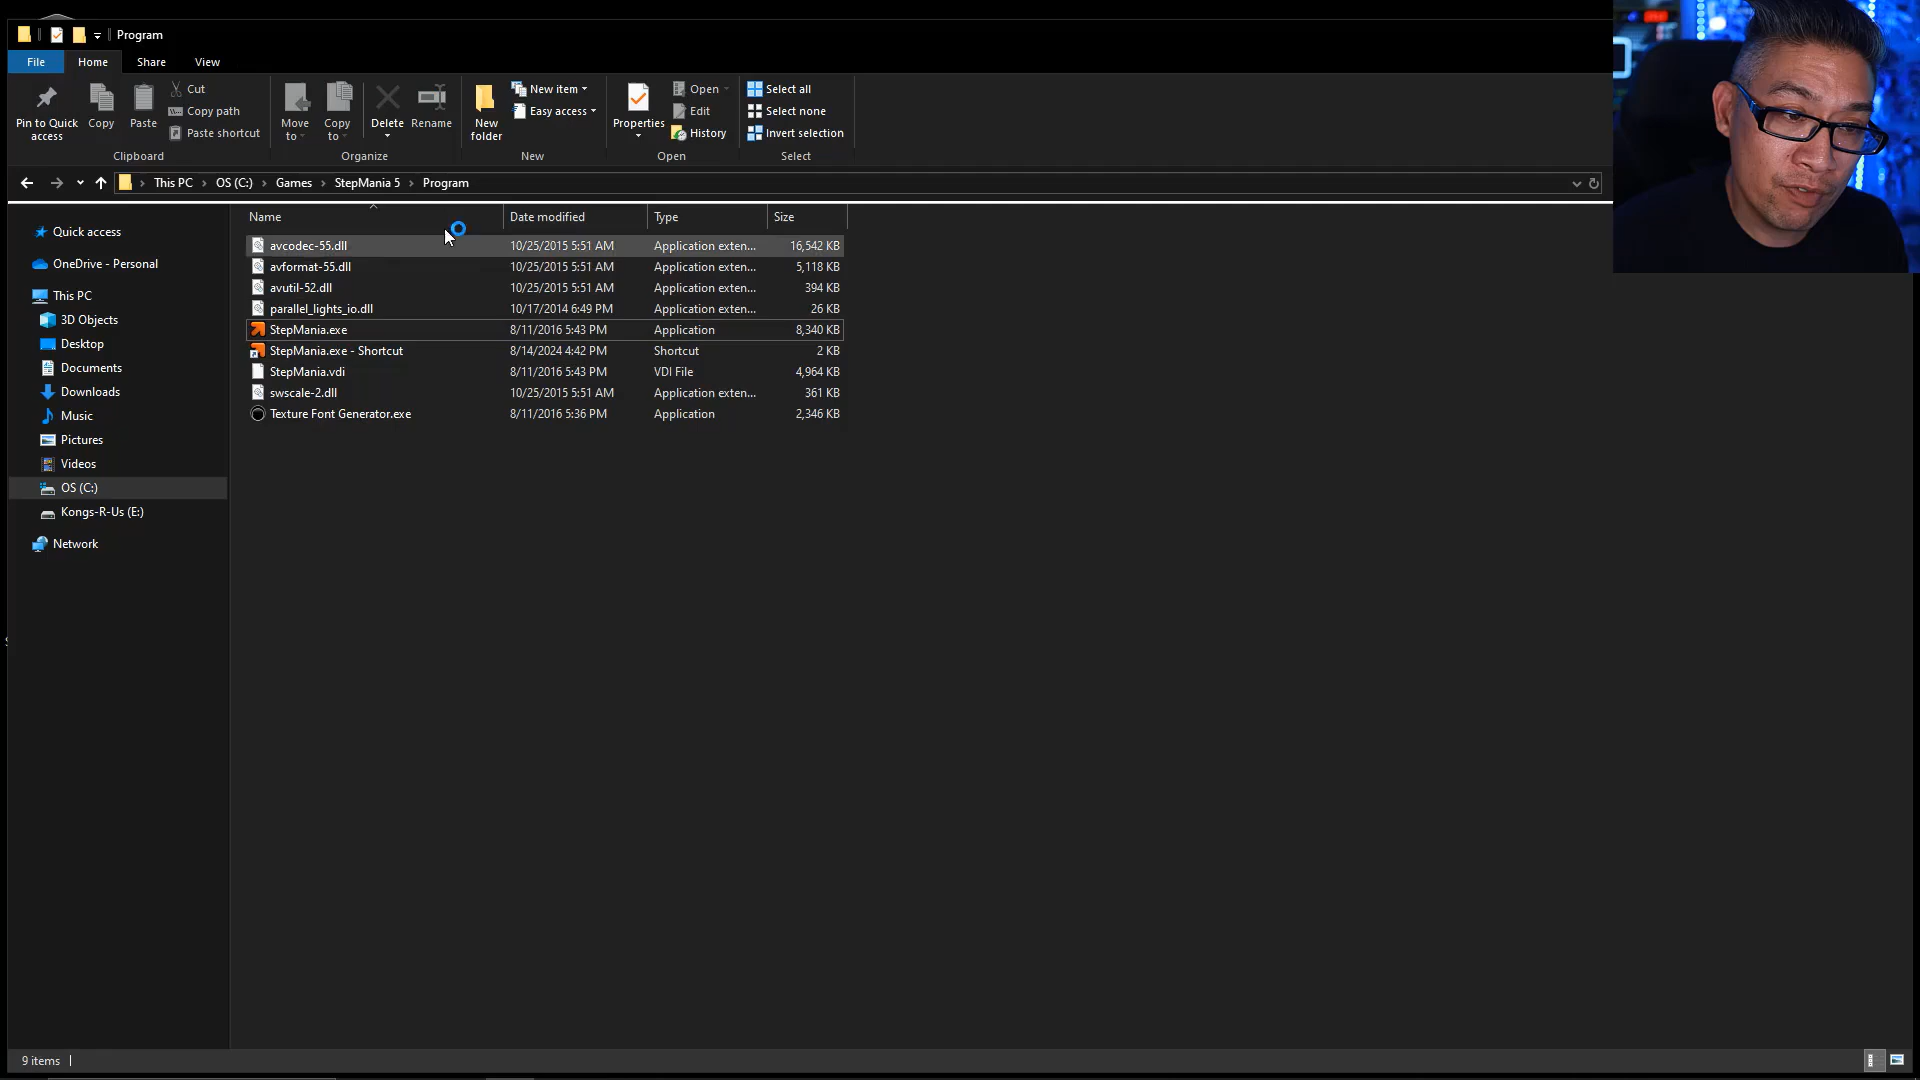 Program
File Home Share View
Pin to Quick access
Copy
Paste
Cut
Copy path
Paste shortcut
Clipboard
Move to
Copy to
Delete
Rename
Organize
New folder
New item
Easy access
New
Properties
Open
Edit
History
Open
Select all
Select none
Invert selection
Select
This PC > OS (C:) > Games > StepMania 5 > Program
Quick access
OneDrive - Personal
This PC
3D Objects
Desktop
Documents
Downloads
Music
Pictures
Videos
OS (C:)
Kongs-R-Us (E:)
Network
Name Date modified Type Size
avcodec-55.dll 10/25/2015 5:51 AM Application exten... 16,542 KB
avformat-55.dll 10/25/2015 5:51 AM Application exten... 5,118 KB
avutil-52.dll 10/25/2015 5:51 AM Application exten... 394 KB
parallel_lights_io.dll 10/17/2014 6:49 PM Application exten... 26 KB
StepMania.exe 8/11/2016 5:43 PM Application 8,340 KB
StepMania.exe - Shortcut 8/14/2024 4:42 PM Shortcut 2 KB
StepMania.vdi 8/11/2016 5:43 PM VDI File 4,964 KB
swscale-2.dll 10/25/2015 5:51 AM Application exten... 361 KB
Texture Font Generator.exe 8/11/2016 5:36 PM Application 2,346 KB
9 items